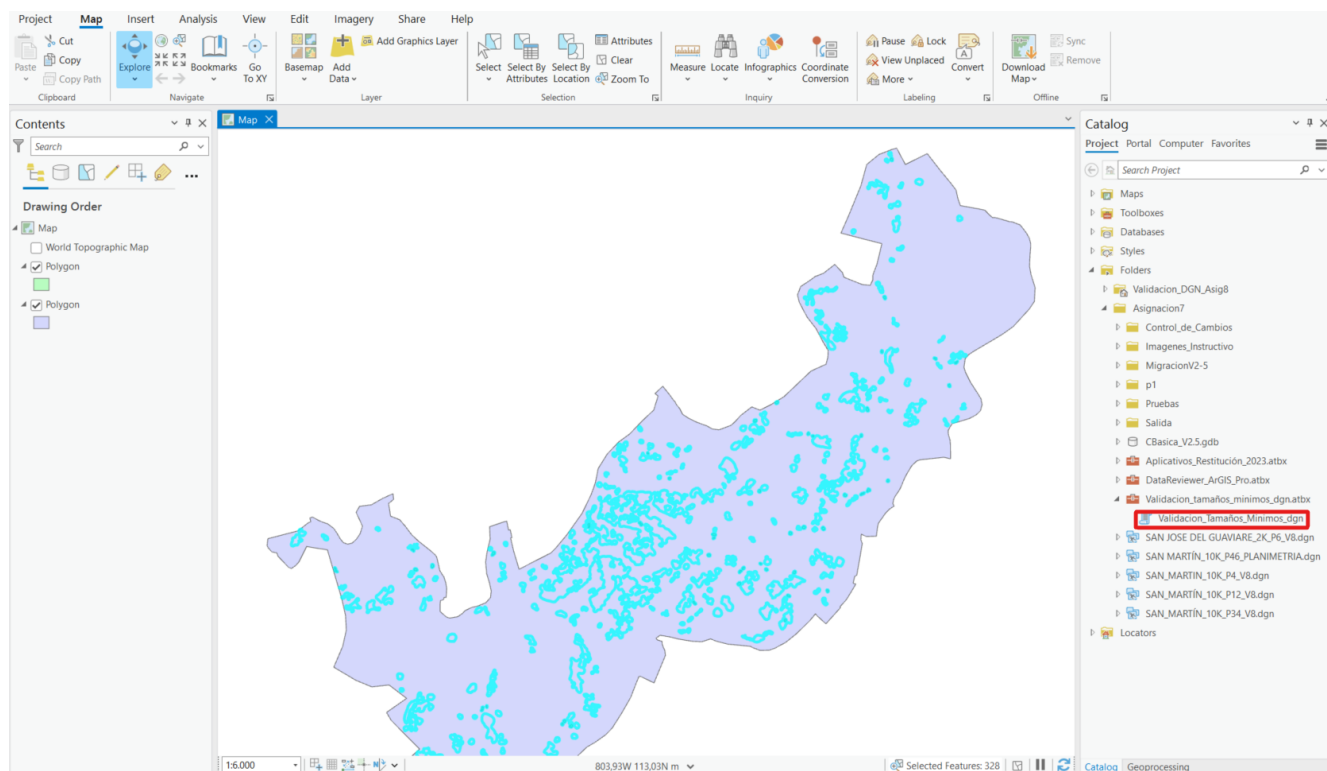 Project Map Insert Analysis View Edit Imagery Share Help
Paste
Cut
Copy
Copy Path
Clipboard
Explore
Bookmarks
Go To XY
Navigate
Basemap
Add Data
Add Graphics Layer
Layer
Select
Select By Attributes
Select By Location
Attributes
Clear
Zoom To
Selection
Measure
Locate
Infographics
Coordinate Conversion
Inquiry
Pause
Lock
View Unplaced
More
Convert
Labeling
Download Map
Sync
Remove
Offline
Contents
Search
Drawing Order
Map
World Topographic Map
Polygon
Polygon
Map
1:6.000
803,93W 113,03N m
Selected Features: 328
Catalog
Project Portal Computer Favorites
Search Project
Maps
Toolboxes
Databases
Styles
Folders
Validacion_DGN_Asig8
Asignacion7
Control_de_Cambios
Imagenes_Instructivo
MigracionV2-5
p1
Pruebas
Salida
CBasica_V2.5.gdb
Aplicativos_Restitución_2023.atbx
DataReviewer_ArGIS_Pro.atbx
Validacion_tamaños_minimos_dgn.atbx
Validacion_Tamaños_Minimos_dgn
SAN JOSE DEL GUAVIARE_2K_P6_V8.dgn
SAN MARTÍN_10K_P46_PLANIMETRIA.dgn
SAN_MARTIN_10K_P4_V8.dgn
SAN_MARTÍN_10K_P12_V8.dgn
SAN_MARTÍN_10K_P34_V8.dgn
Locators
Catalog Geoprocessing